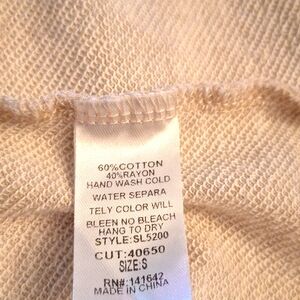 60%COTTON
40%RAYON
HAND WASH COLD
WATER SEPARA
TELY COLOR WILL
BLEEN NO BLEACH
HANG TO DRY
STYLE:SL5200
CUT:40650
SIZE:S
RN#:141642
MADE IN CHINA